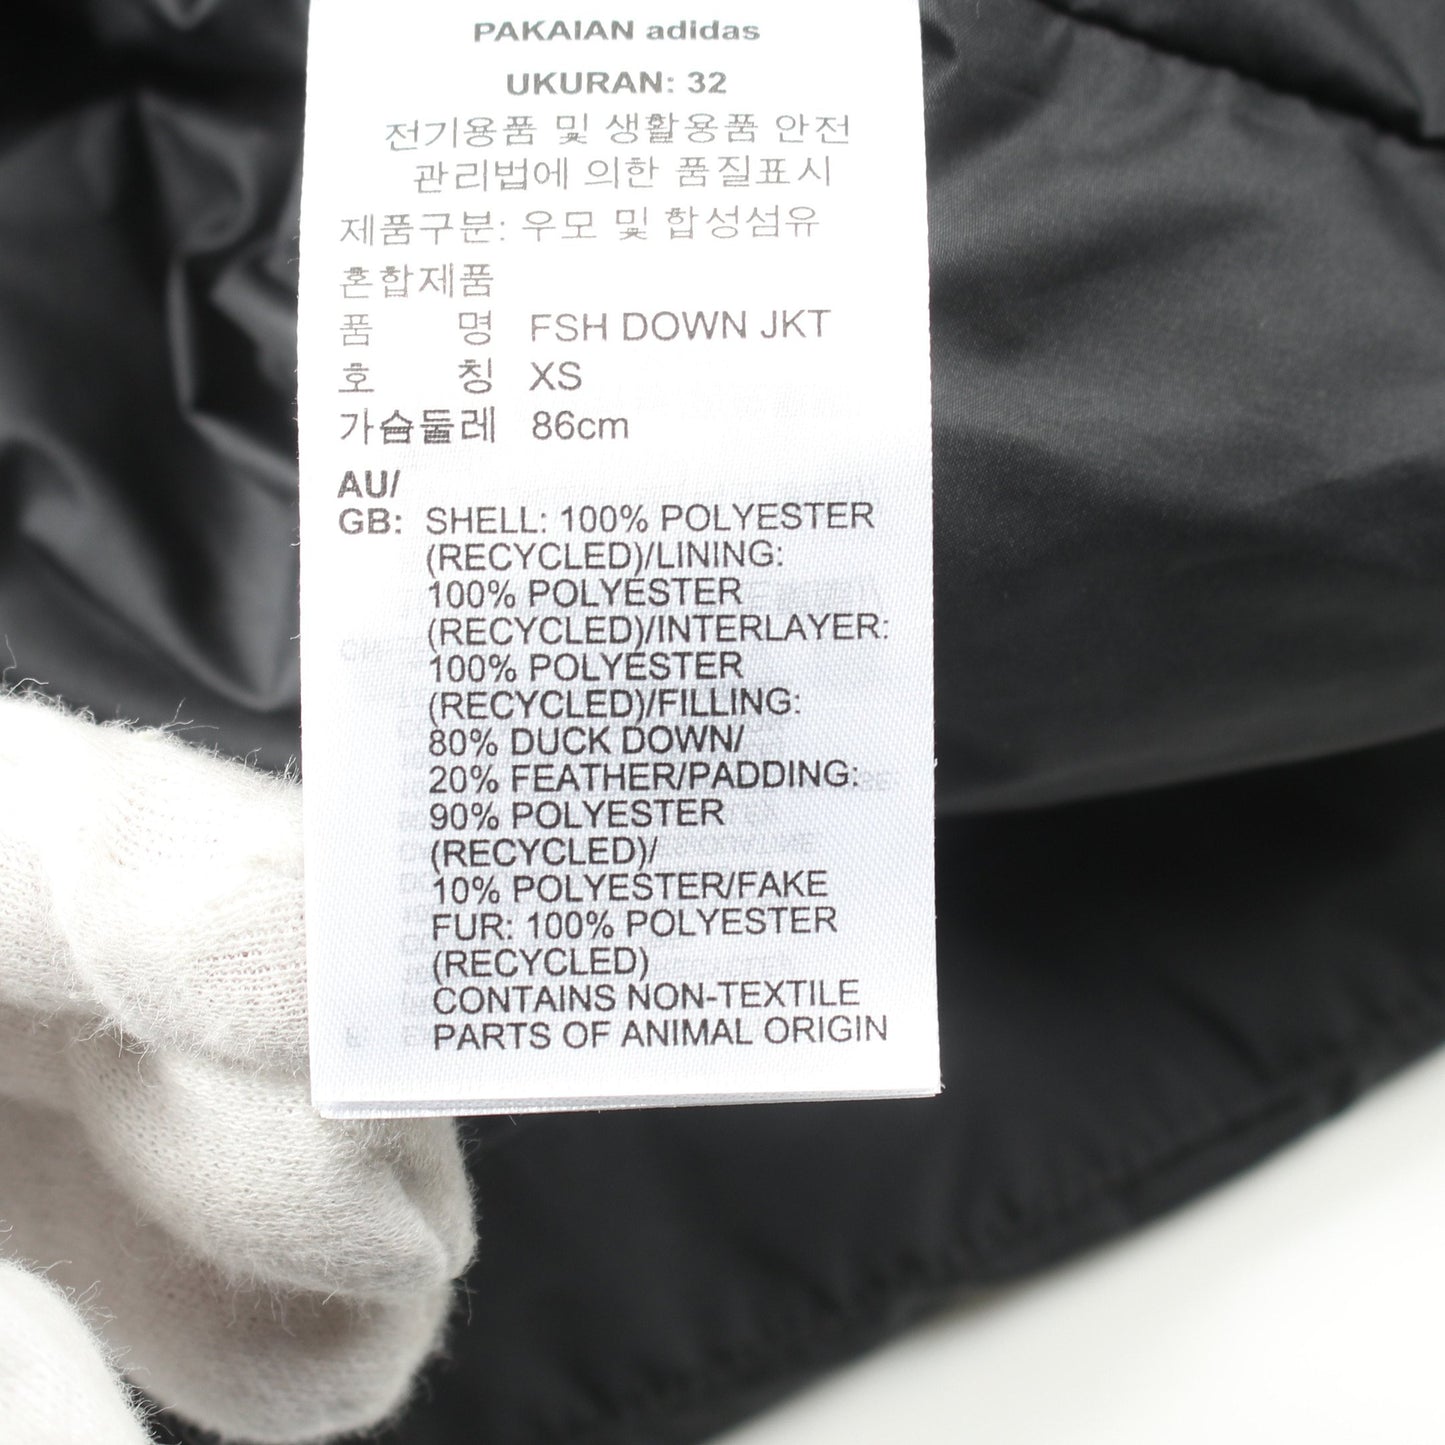 PAKAIAN adidas
UKURAN: 32
전기용품 및 생활용품 안전
관리법에 의한 품질표시
제품구분: 우모 및 합성섬유
혼합제품
품 명 FSH DOWN JKT
호 칭 XS
가슴둘레 86cm
AU/
GB: SHELL: 100% POLYESTER
(RECYCLED)/LINING:
100% POLYESTER
(RECYCLED)/INTERLAYER:
100% POLYESTER
(RECYCLED)/FILLING:
80% DUCK DOWN/
20% FEATHER/PADDING:
90% POLYESTER
(RECYCLED)/
10% POLYESTER/FAKE
FUR: 100% POLYESTER
(RECYCLED)
CONTAINS NON-TEXTILE
PARTS OF ANIMAL ORIGIN